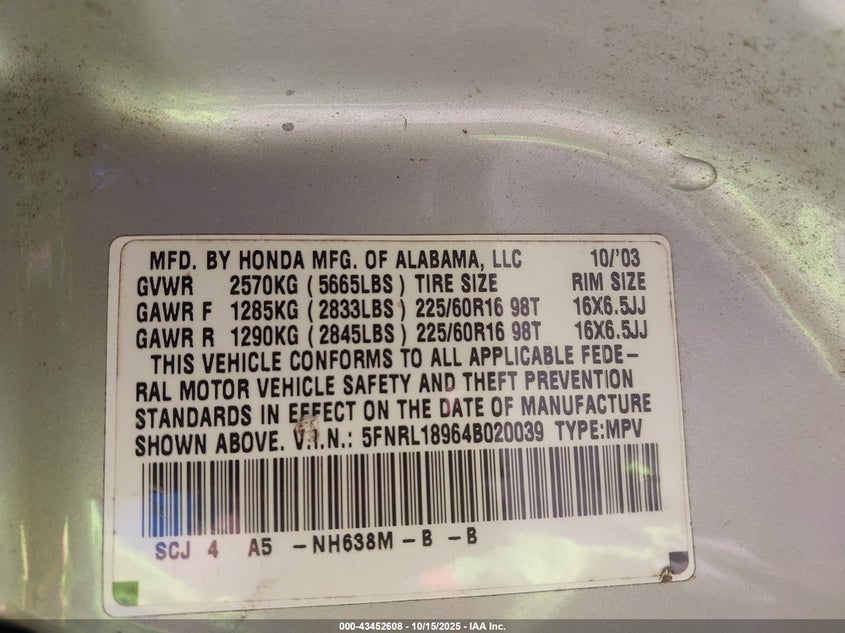 MFD. BY HONDA MFG. OF ALABAMA, LLC 10/'03
GVWR 2570KG (5665LBS) TIRE SIZE RIM SIZE
GAWR F 1285KG (2833LBS) 225/60R16 98T 16X6.5JJ
GAWR R 1290KG (2845LBS) 225/60R16 98T 16X6.5JJ
THIS VEHICLE CONFORMS TO ALL APPLICABLE FEDE-
RAL MOTOR VEHICLE SAFETY AND THEFT PREVENTION
STANDARDS IN EFFECT ON THE DATE OF MANUFACTURE
SHOWN ABOVE. V.I.N.: 5FNRL18964B020039 TYPE:MPV
SCJ 4 A5 -NH638M -B -B
000-43452608 - 10/15/2025 - IAA Inc.